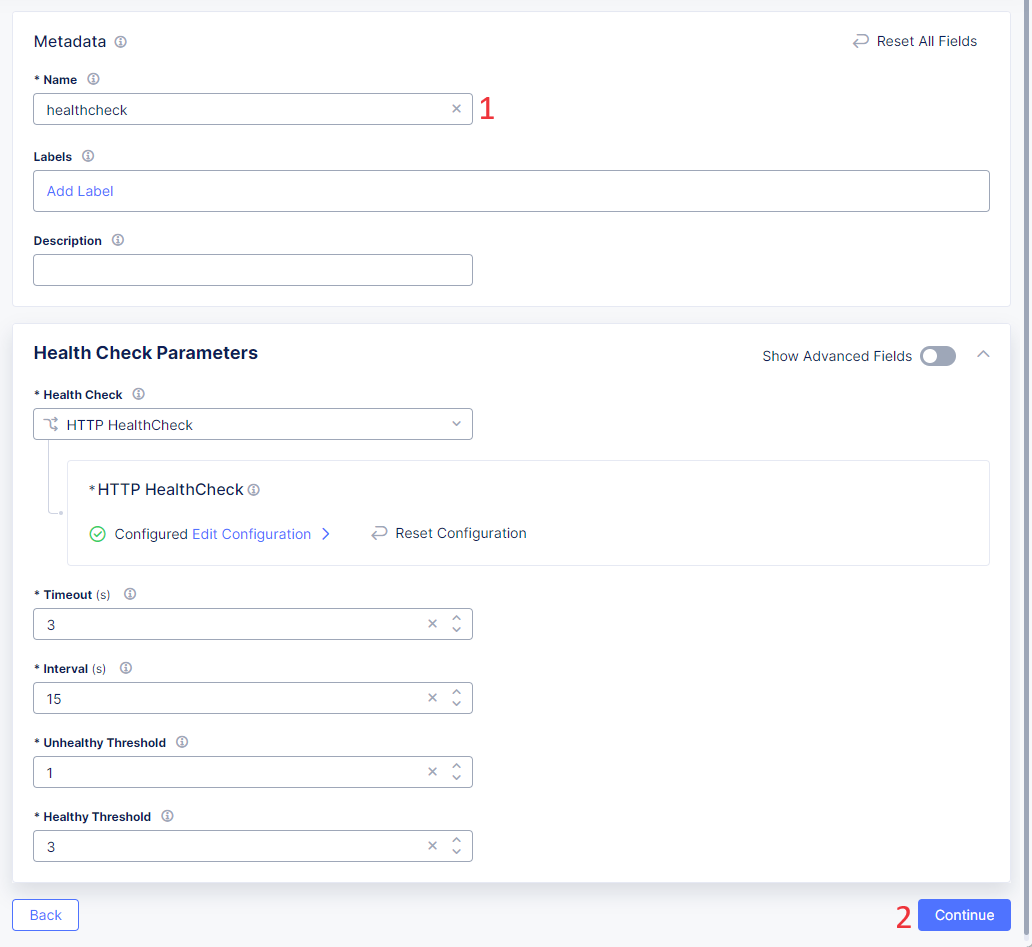 Metadata
Reset All Fields
* Name
healthcheck
1
Labels
Add Label
Description
Health Check Parameters
Show Advanced Fields
* Health Check
HTTP HealthCheck
*HTTP HealthCheck
Configured Edit Configuration
Reset Configuration
* Timeout (s)
3
* Interval (s)
15
* Unhealthy Threshold
1
* Healthy Threshold
3
Back
2
Continue